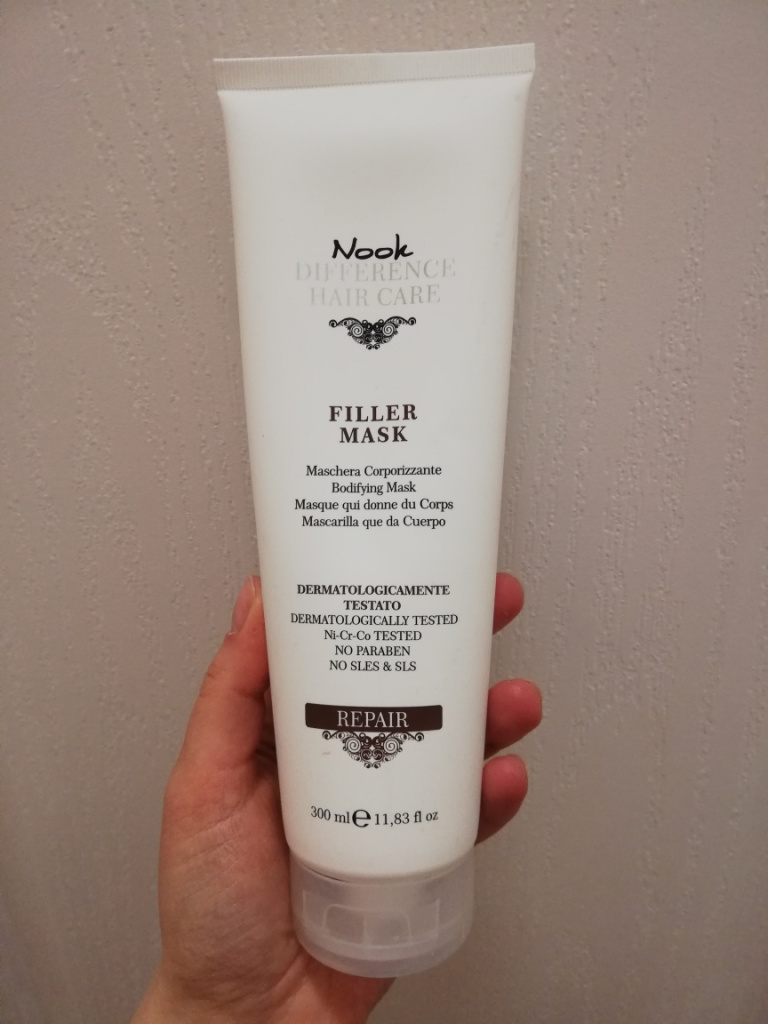 Nook
DIFFERENCE
HAIR CARE
FILLER
MASK
Maschera Corporizzante
Bodifying Mask
Masque qui donne du Corps
Mascarilla que da Cuerpo
DERMATOLOGICAMENTE
TESTATO
DERMATOLOGICALLY TESTED
Ni-Cr-Co TESTED
NO PARABEN
NO SLES & SLS
REPAIR
300 ml e 11,83 fl oz